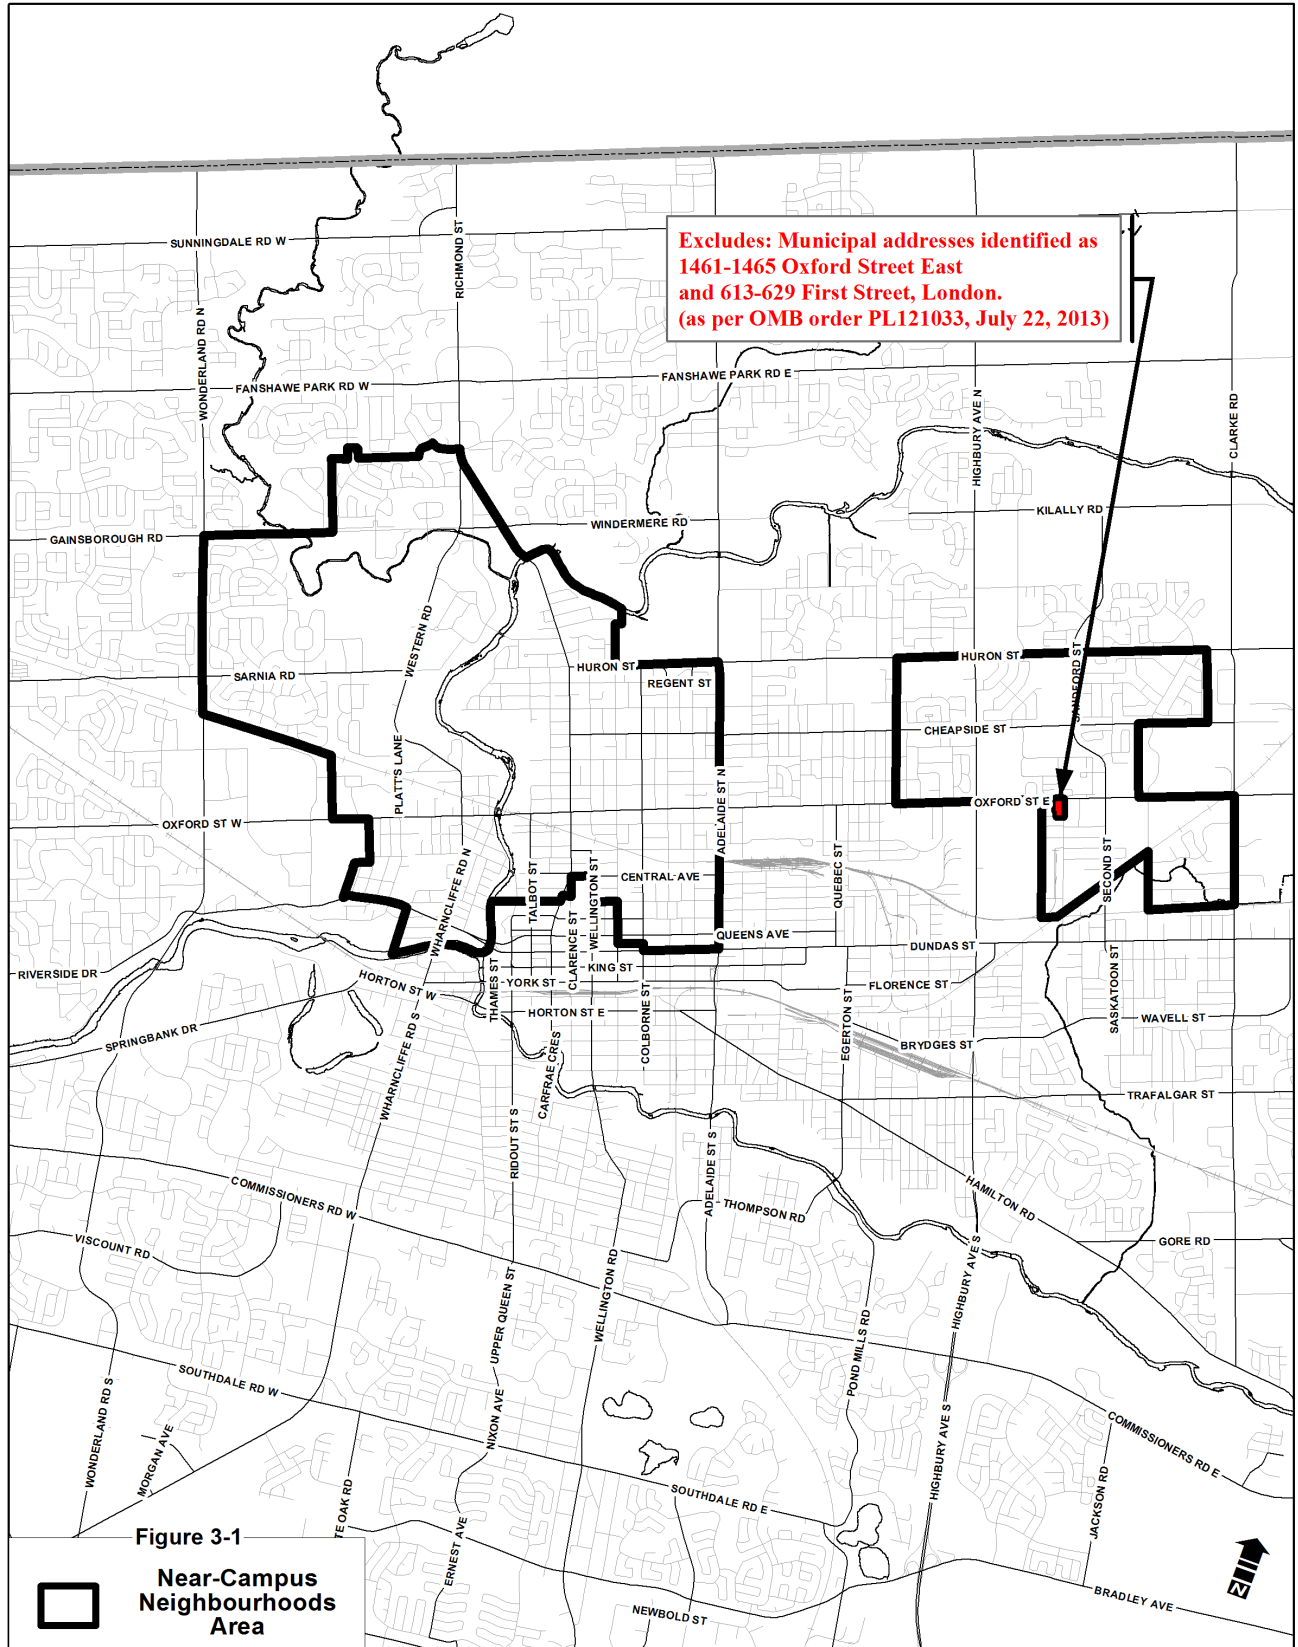 SUNNINGDALE RD W
RICHMOND ST
Excludes: Municipal addresses identified as
1461-1465 Oxford Street East
and 613-629 First Street, London.
(as per OMB order PL121033, July 22, 2013)
WONDERLAND RD N
FANSHAWE PARK RD W
FANSHAWE PARK RD E
HIGHBURY AVE N
CLARKE RD
GAINSBOROUGH RD
WINDERMERE RD
KILALLY RD
WESTERN RD
SARNIA RD
HURON ST
REGENT ST
HURON ST
SANDFORD ST
CHEAPSIDE ST
PLATT'S LANE
ADELAIDE ST N
OXFORD ST W
OXFORD ST E
WHARNCLIFFE RD N
TALBOT ST
CLARENCE ST
WELLINGTON ST
CENTRAL AVE
QUEBEC ST
SECOND ST
QUEENS AVE
DUNDAS ST
RIVERSIDE DR
HORTON ST W
THAMES ST
KING ST
YORK ST
FLORENCE ST
SASKATOON ST
HORTON ST E
COLBORNE ST
EGERTON ST
WAVELL ST
SPRINGBANK DR
WHARNCLIFFE RD S
CARFRAE CRES
BRYDGES ST
TRAFALGAR ST
RIDOUT ST S
ADELAIDE ST S
COMMISSIONERS RD W
THOMPSON RD
HAMILTON RD
VISCOUNT RD
GORE RD
UPPER QUEEN ST
WELLINGTON RD
HIGHBURY AVE S
POND MILLS RD
SOUTHDALE RD W
WONDERLAND RD S
MORGAN AVE
NIXON AVE
HIGHBURY AVE S
COMMISSIONERS RD E
SOUTHDALE RD E
JACKSON RD
TE OAK RD
ERNEST AVE
BRADLEY AVE
NEWBOLD ST
N
Figure 3-1
Near-Campus
Neighbourhoods
Area